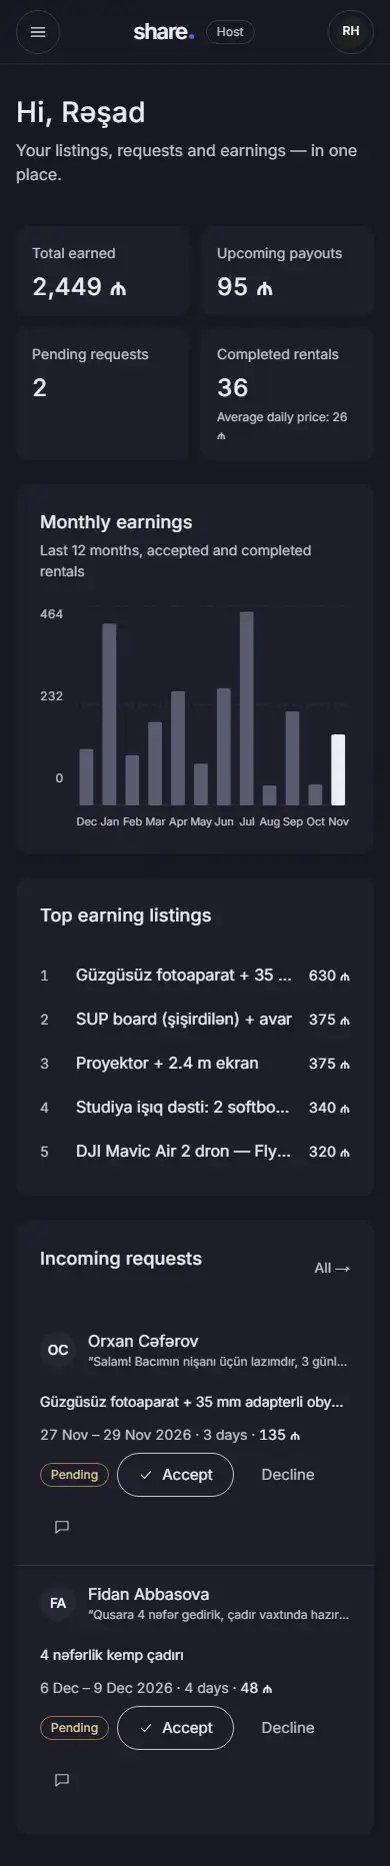 share. Host RH
Hi, Rəşad
Your listings, requests and earnings — in one
place.
Total earned
2,449 ₼
Upcoming payouts
95 ₼
Pending requests
2
Completed rentals
36
Average daily price: 26
₼
Monthly earnings
Last 12 months, accepted and completed
rentals
464
232
0
Dec Jan Feb Mar Apr May Jun Jul Aug Sep Oct Nov
Top earning listings
1 Güzgüsüz fotoaparat + 35 ... 630 ₼
2 SUP board (şişirdilən) + avar 375 ₼
3 Proyektor + 2.4 m ekran 375 ₼
4 Studiya işıq dəsti: 2 softbo... 340 ₼
5 DJI Mavic Air 2 dron — Fly... 320 ₼
Incoming requests
All →
OC Orxan Cəfərov
“Salam! Bacımın nişanı üçün lazımdır, 3 günl...
Güzgüsüz fotoaparat + 35 mm adapterli oby...
27 Nov – 29 Nov 2026 · 3 days · 135 ₼
Pending Accept Decline
FA Fidan Abbasova
“Qusara 4 nəfər gedirik, çadır vaxtında hazır...
4 nəfərlik kemp çadırı
6 Dec – 9 Dec 2026 · 4 days · 48 ₼
Pending Accept Decline